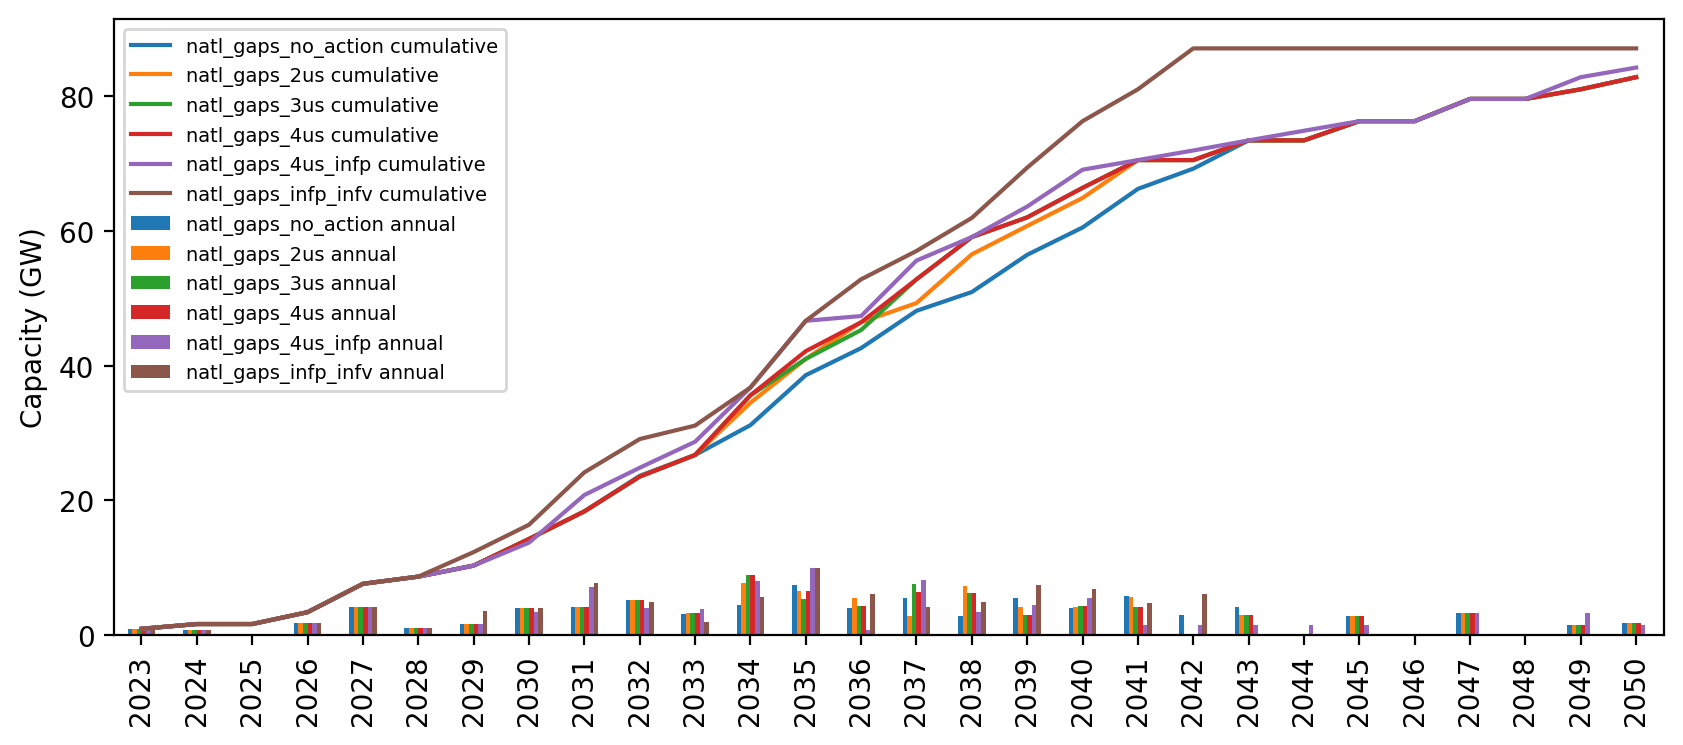 natl_gaps_no_action cumulative
natl_gaps_2us cumulative
natl_gaps_3us cumulative
natl_gaps_4us cumulative
natl_gaps_4us_infp cumulative
natl_gaps_infp_infv cumulative
natl_gaps_no_action annual
natl_gaps_2us annual
natl_gaps_3us annual
natl_gaps_4us annual
natl_gaps_4us_infp annual
natl_gaps_infp_infv annual
Capacity (GW)
80
60
40
20
0
2023
2024
2025
2026
2027
2028
2029
2030
2031
2032
2033
2034
2035
2036
2037
2038
2039
2040
2041
2042
2043
2044
2045
2046
2047
2048
2049
2050